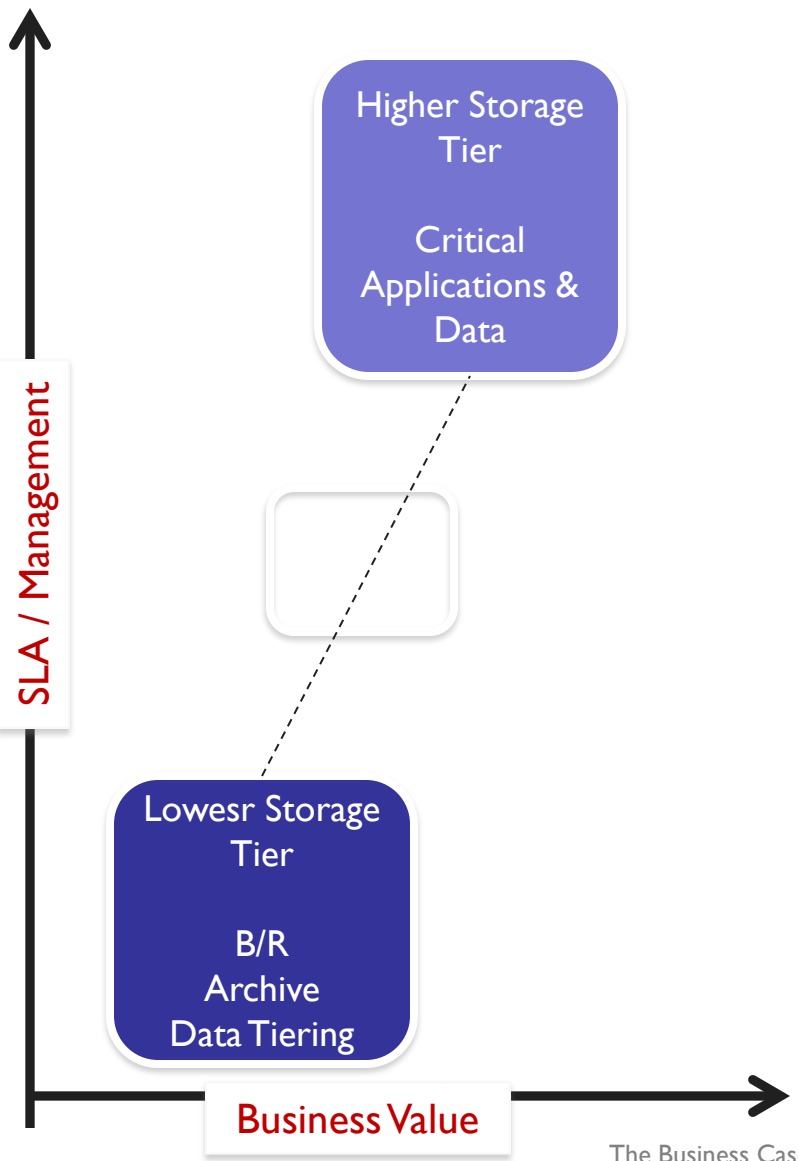 Higher Storage
Tier
Critical
Applications &
Data
SLA / Management
Lowesr Storage
Tier
B/R
Archive
Data Tiering
Business Value
The Business Cas